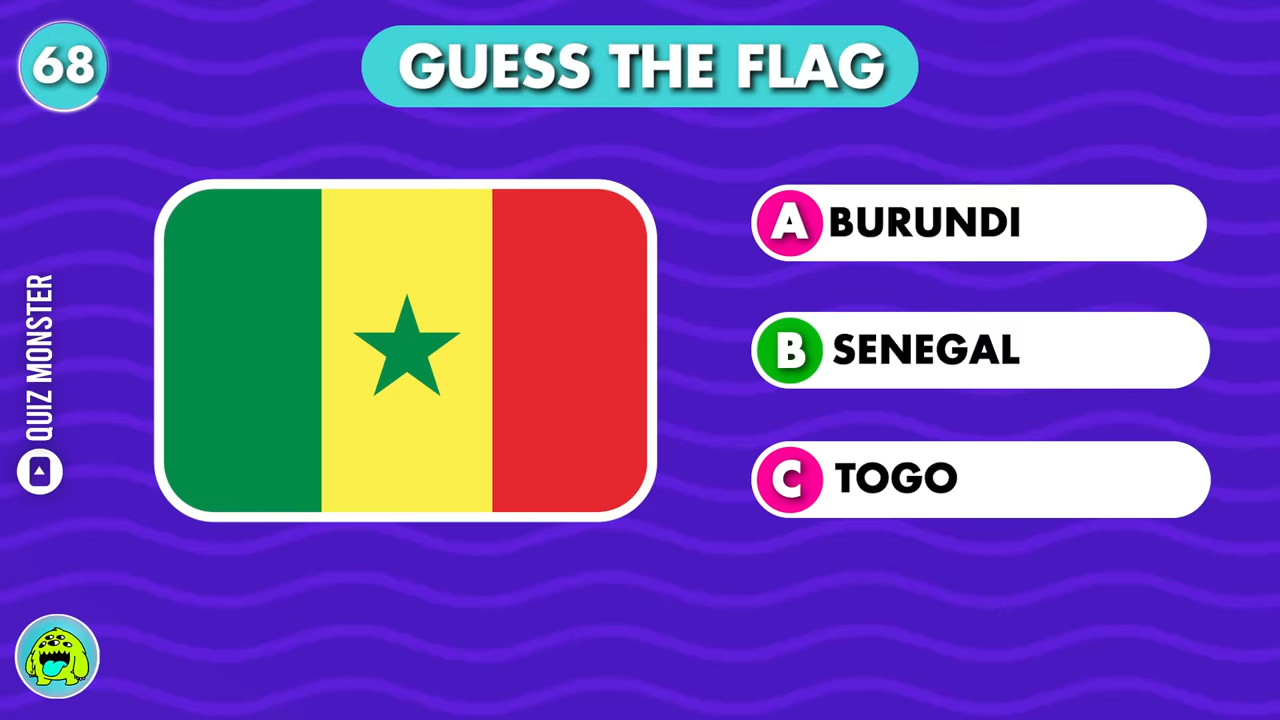 68
GUESS THE FLAG
A BURUNDI
B SENEGAL
C TOGO
QUIZ MONSTER